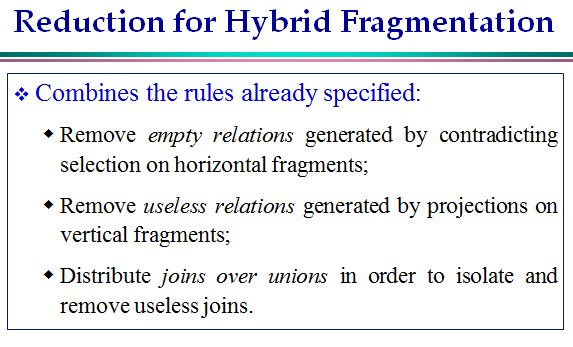 Reduction for Hybrid Fragmentation
Combines the rules already specified:
Remove empty relations generated by contradicting
selection on horizontal fragments;
Remove useless relations generated by projections on
vertical fragments;
Distribute joins over unions in order to isolate and
remove useless joins.